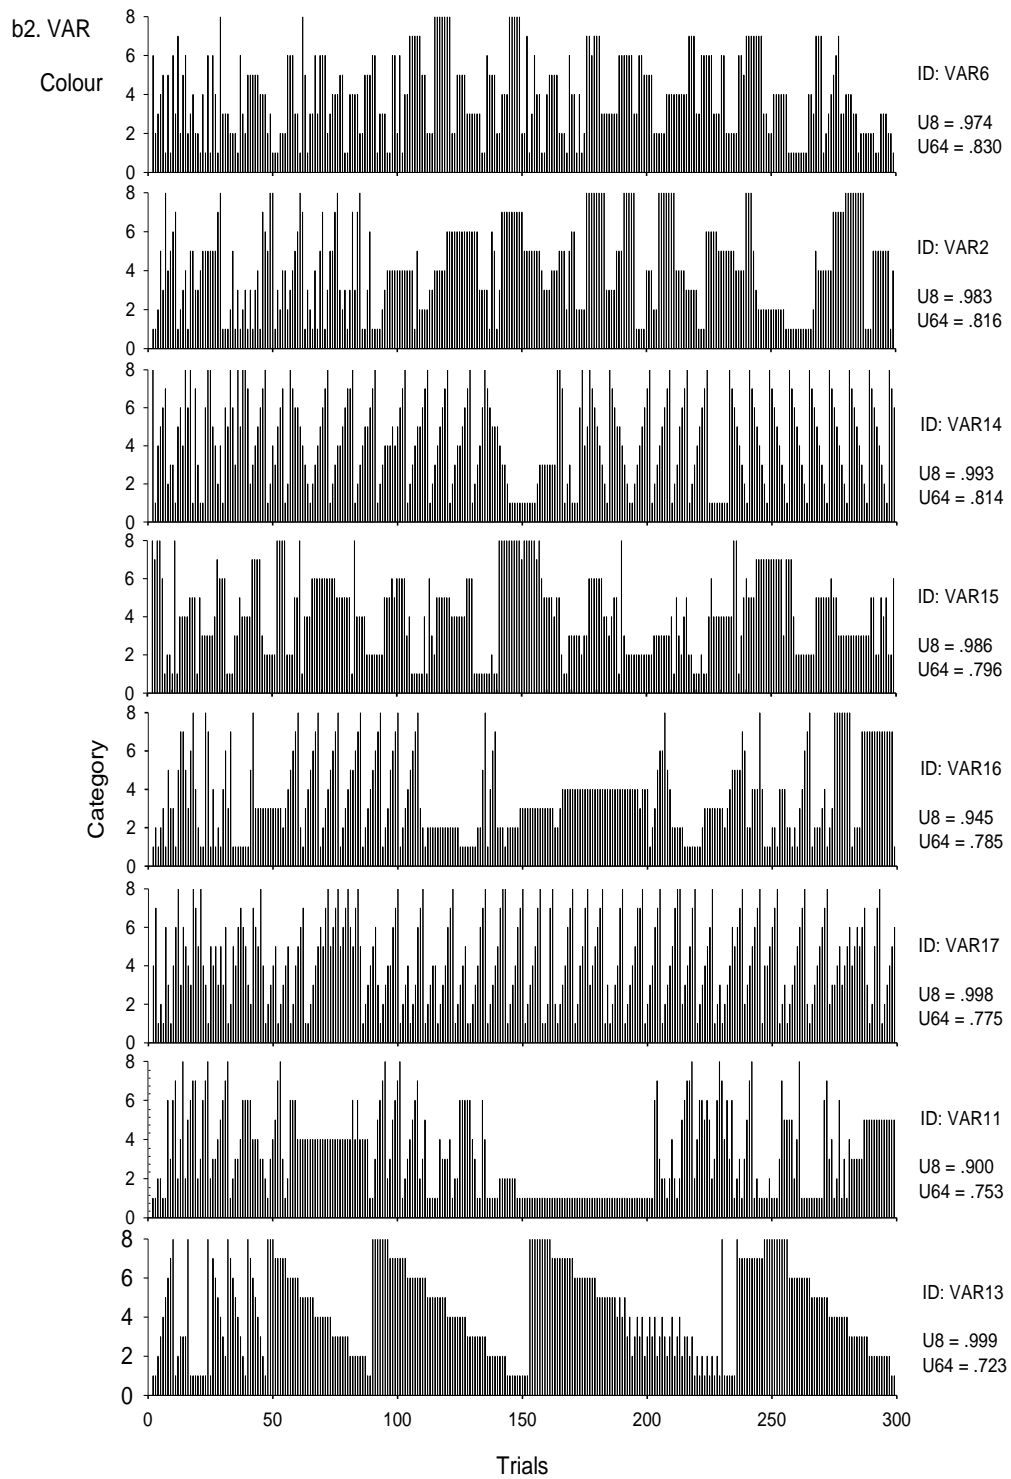 b2. VAR
Colour
Category
8
6
4
2
0
ID: VAR6
U8 = .974
U64 = .830
8
6
4
2
0
ID: VAR2
U8 = .983
U64 = .816
8
6
4
2
0
ID: VAR14
U8 = .993
U64 = .814
8
6
4
2
0
ID: VAR15
U8 = .986
U64 = .796
8
6
4
2
0
ID: VAR16
U8 = .945
U64 = .785
8
6
4
2
0
ID: VAR17
U8 = .998
U64 = .775
8
6
4
2
0
ID: VAR11
U8 = .900
U64 = .753
8
6
4
2
0
ID: VAR13
U8 = .999
U64 = .723
0 50 100 150 200 250 300
Trials